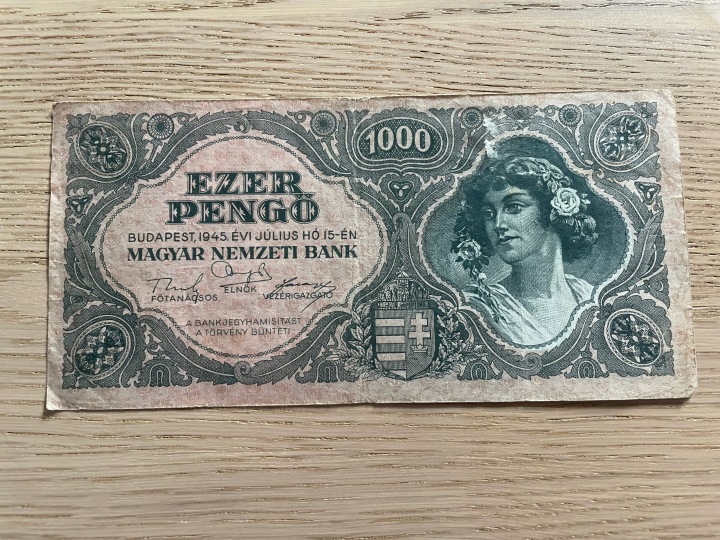 1000
EZER
PENGŐ
BUDAPEST, 1945. ÉVI JÚLIUS HÓ 15-ÉN
MAGYAR NEMZETI BANK
FŐTANÁCSOS ELNÖK VEZÉRIGAZGATÓ
A BANKJEGYHAMISÍTÁST
A TÖRVÉNY BÜNTETI